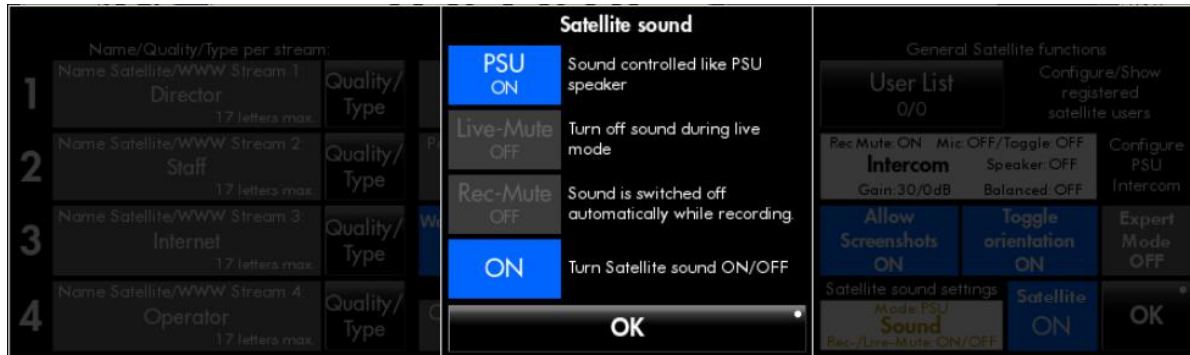 Satellite sound
PSU
ON
Sound controlled like PSU
speaker
Live-Mute
OFF
Turn off sound during live
mode
Rec-Mute
OFF
Sound is switched off
automatically while recording.
ON
Turn Satellite sound ON/OFF
OK
Name/Quality/Type per stream:
1
Name Satellite/WWW Stream 1
Director
17 letters max.
Quality/
Type
2
Name Satellite/WWW Stream 2:
Staff
17 letters max.
Quality/
Type
3
Name Satellite/WWW Stream 3:
Internet
17 letters max.
Quality/
Type
4
Name Satellite/WWW Stream 4:
Operator
17 letters max.
Quality/
Type
General Satellite functions
User List
0/0
Configure/Show
registered
satellite users
Rec Mute: ON Mic: OFF/Toggle: OFF
Intercom Speaker: OFF
Gain: 30/0dB Balanced: OFF
Configure
PSU
Intercom
Allow
Screenshots
ON
Toggle
orientation
ON
Expert
Mode
OFF
Satellite sound settings
Mode: PSU
Sound
Rec-/Live-Mute: ON/OFF
Satellite
ON
OK